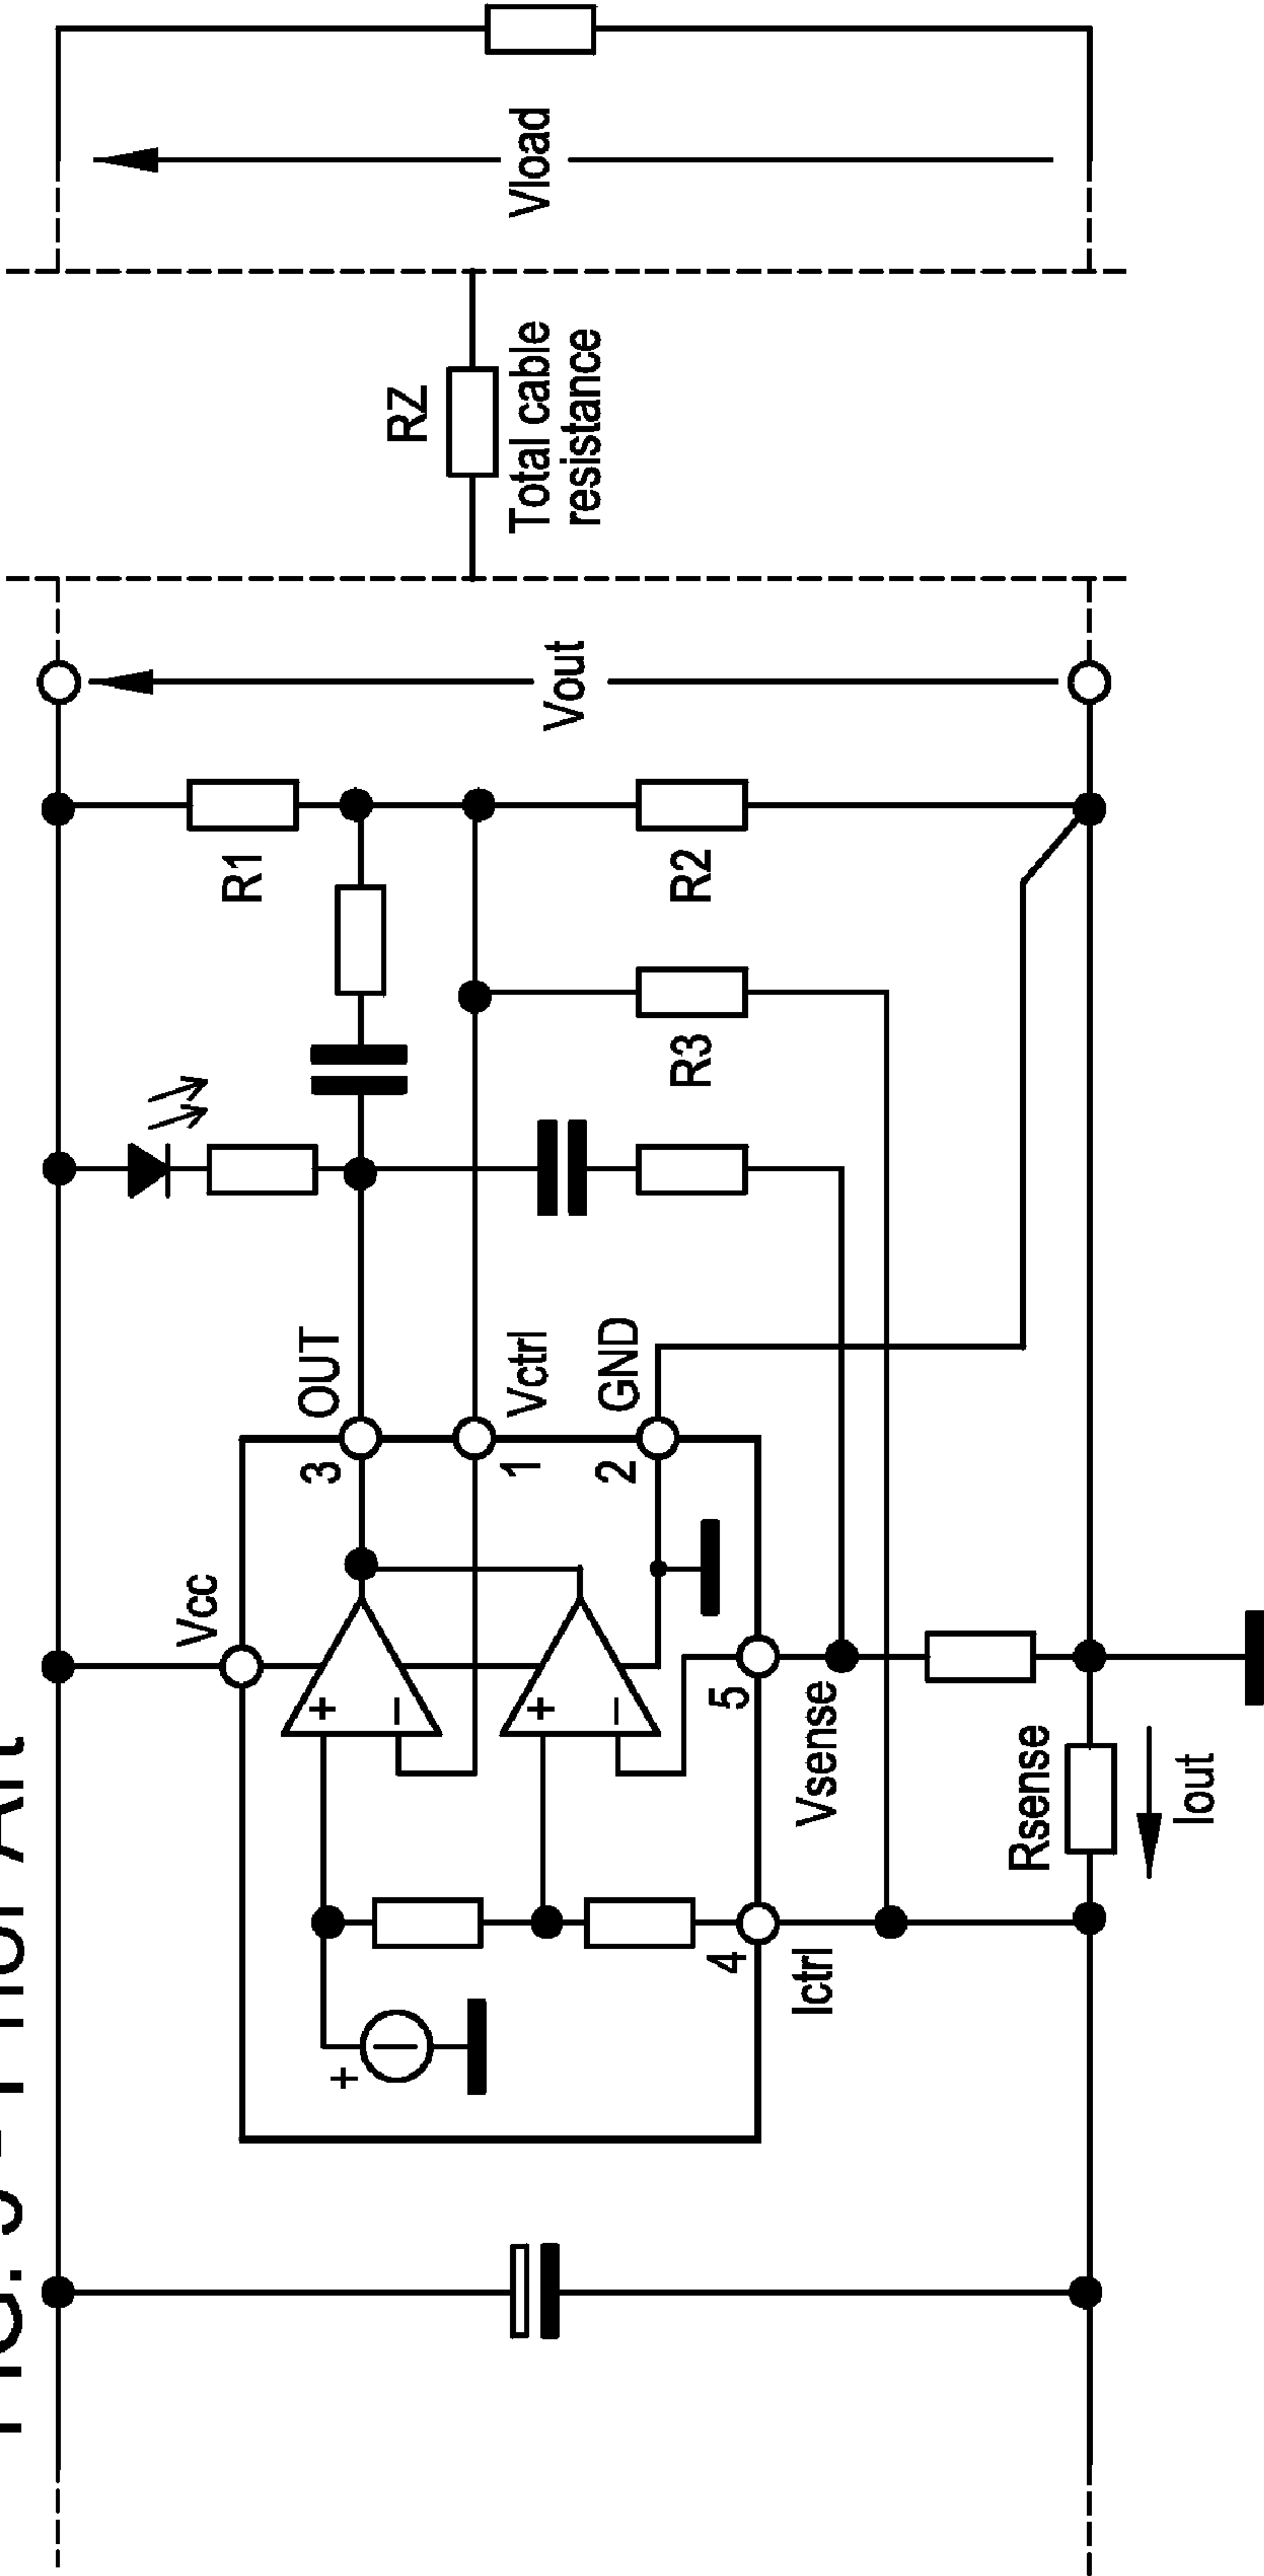 FIG. 3 - Prior Art
Vcc
3
OUT
1
Vctrl
2
GND
4
Ictrl
5
Vsense
+
+
−
+
−
R1
R2
R3
Rsense
Iout
Vout
RZ
Total cable
resistance
Vload